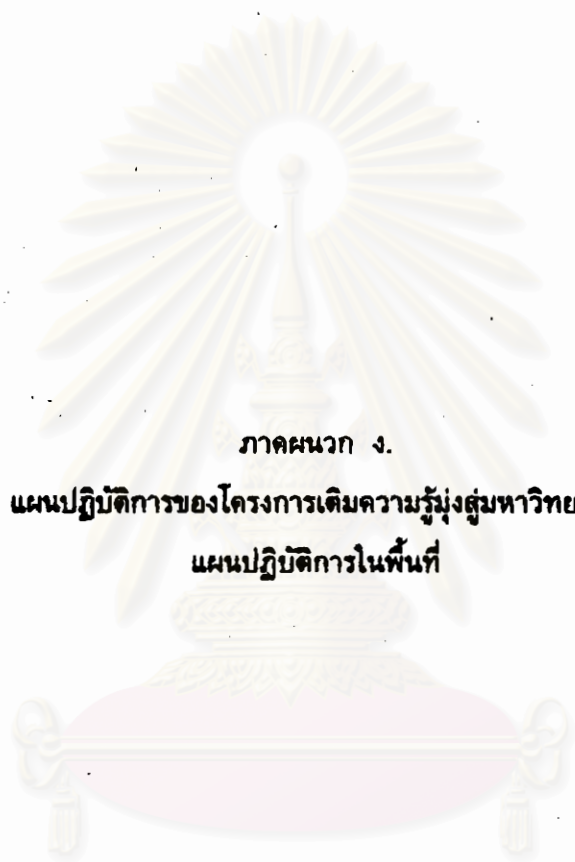 ภาคผนวก ง.
แผนปฏิบัติการของโครงการเติมความรู้มุ่งสู่มหาวิทย
แผนปฏิบัติการในพื้นที่